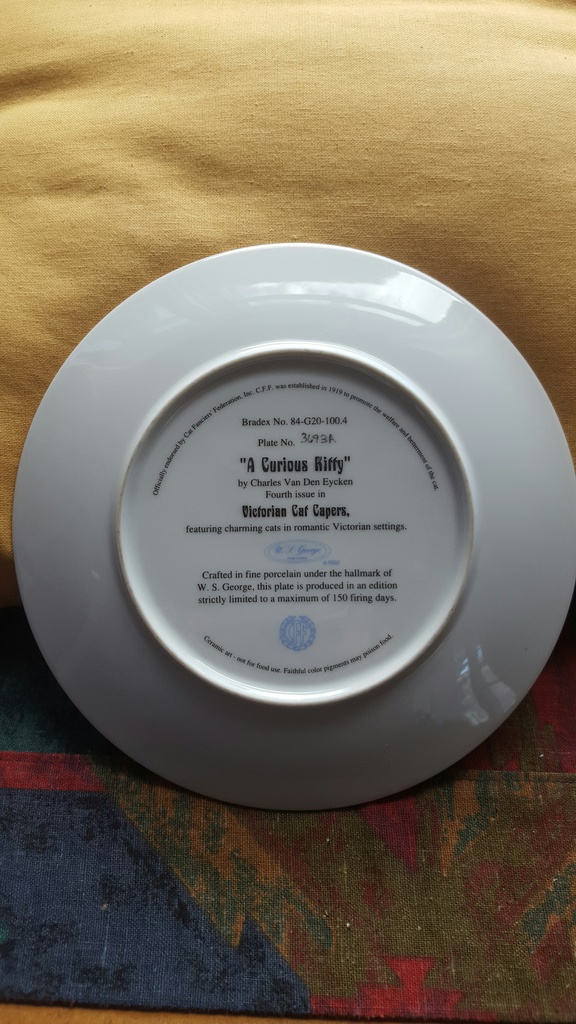 Officially endorsed by Cat Fanciers' Federation, Inc. C.F.F. was established in 1919 to promote the welfare and betterment of the cat.
Bradex No. 84-G20-100.4
Plate No. 3693A
"A Curious Kitty"
by Charles Van Den Eycken
Fourth issue in
Victorian Cat Capers,
featuring charming cats in romantic Victorian settings.
W. S. George
Crafted in fine porcelain under the hallmark of
W. S. George, this plate is produced in an edition
strictly limited to a maximum of 150 firing days.
CFF
Ceramic art - not for food use. Faithful color pigments may poison food.